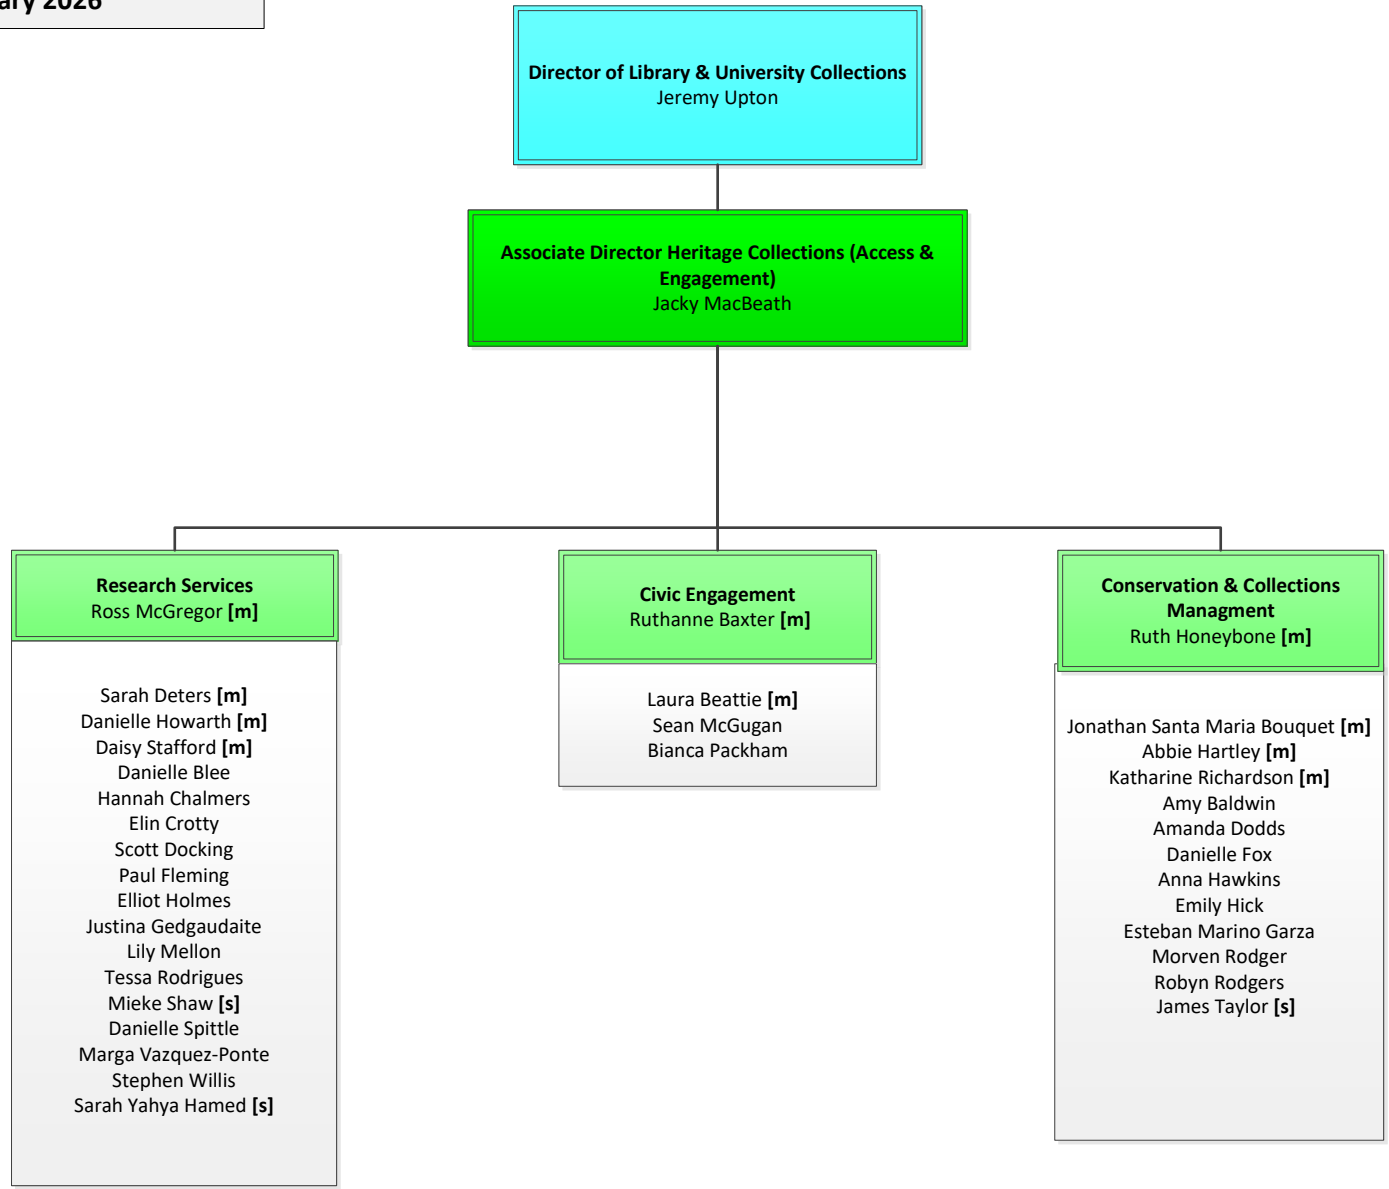 2026
Director of Library & University Collections
Jeremy Upton
Associate Director Heritage Collections (Access &
Engagement)
Jacky MacBeath
Research Services
Ross McGregor [m]
Sarah Deters [m]
Danielle Howarth [m]
Daisy Stafford [m]
Danielle Blee
Hannah Chalmers
Elin Crotty
Scott Docking
Paul Fleming
Elliot Holmes
Justina Gedgaudaite
Lily Mellon
Tessa Rodrigues
Mieke Shaw [s]
Danielle Spittle
Marga Vazquez-Ponte
Stephen Willis
Sarah Yahya Hamed [s]
Civic Engagement
Ruthanne Baxter [m]
Laura Beattie [m]
Sean McGugan
Bianca Packham
Conservation & Collections
Managment
Ruth Honeybone [m]
Jonathan Santa Maria Bouquet [m]
Abbie Hartley [m]
Katharine Richardson [m]
Amy Baldwin
Amanda Dodds
Danielle Fox
Anna Hawkins
Emily Hick
Esteban Marino Garza
Morven Rodger
Robyn Rodgers
James Taylor [s]